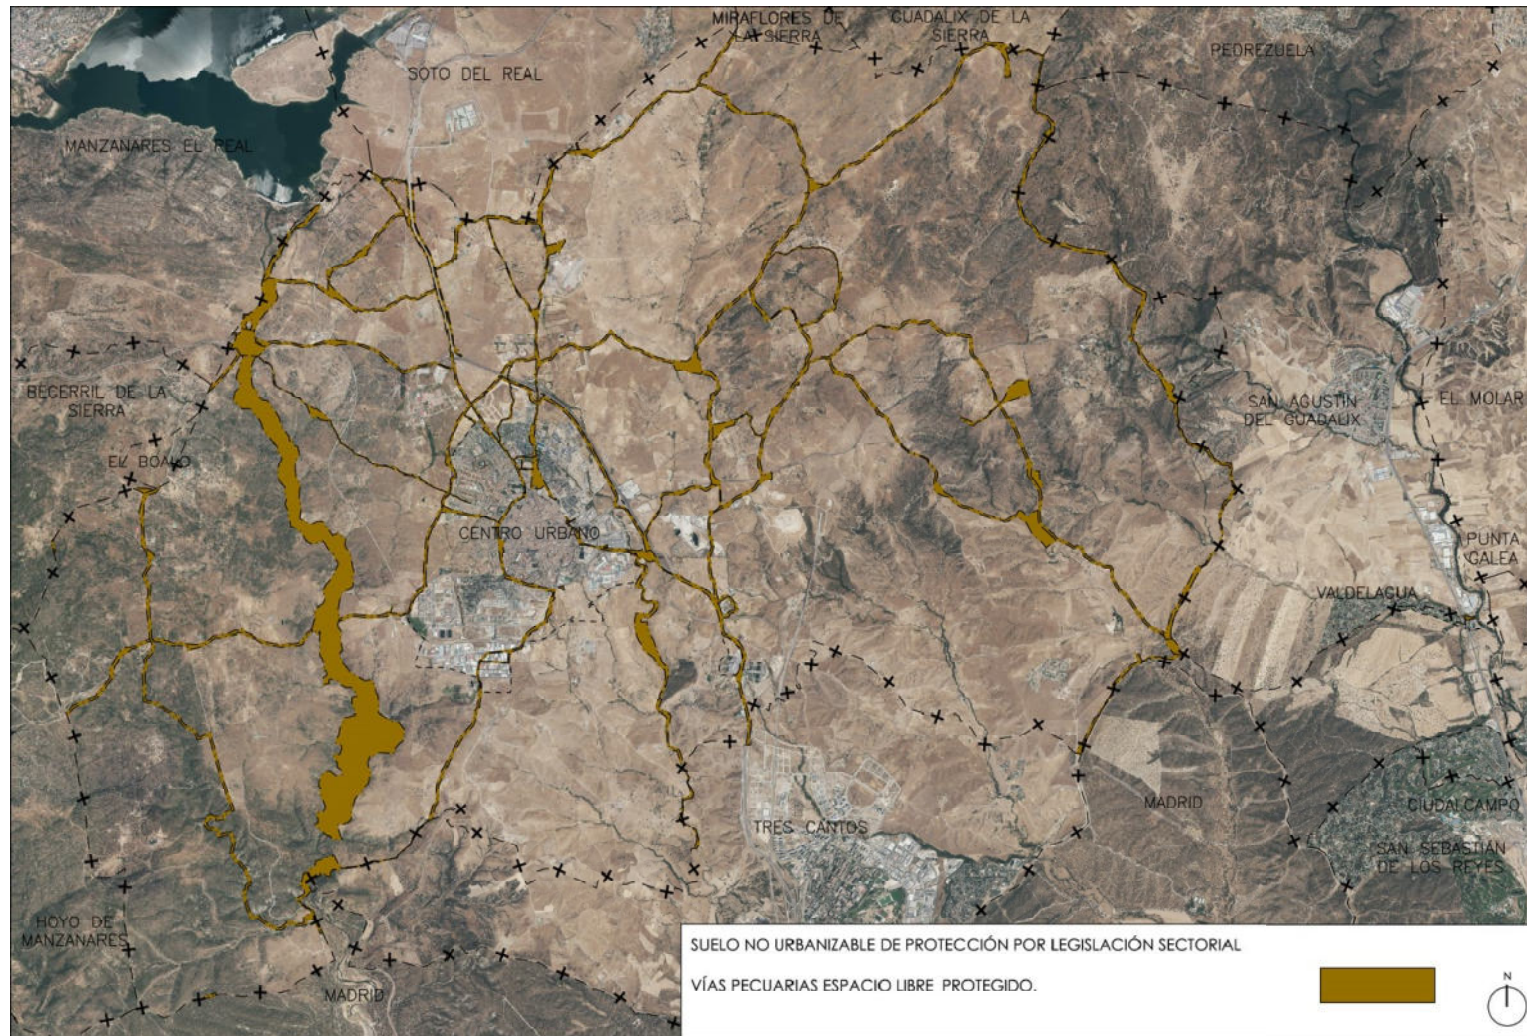 MIRAFLORES DE
LA SIERRA
GUADALIX DE LA
SIERRA
PEDREZUELA
SOTO DEL REAL
MANZANARES EL REAL
BECERRIL DE LA
SIERRA
SAN AGUSTIN
DEL GUADALIX
EL MOLAR
EL BOALO
CENTRO URBANO
PUNTA
GALEA
VALDELAGUA
MADRID
CIUDALCAMPO
TRES CANTOS
SAN SEBASTIAN
DE LOS REYES
HOYO DE
MANZANARES
MADRID
SUELO NO URBANIZABLE DE PROTECCIÓN POR LEGISLACIÓN SECTORIAL
VÍAS PECUARIAS ESPACIO LIBRE PROTEGIDO.
N